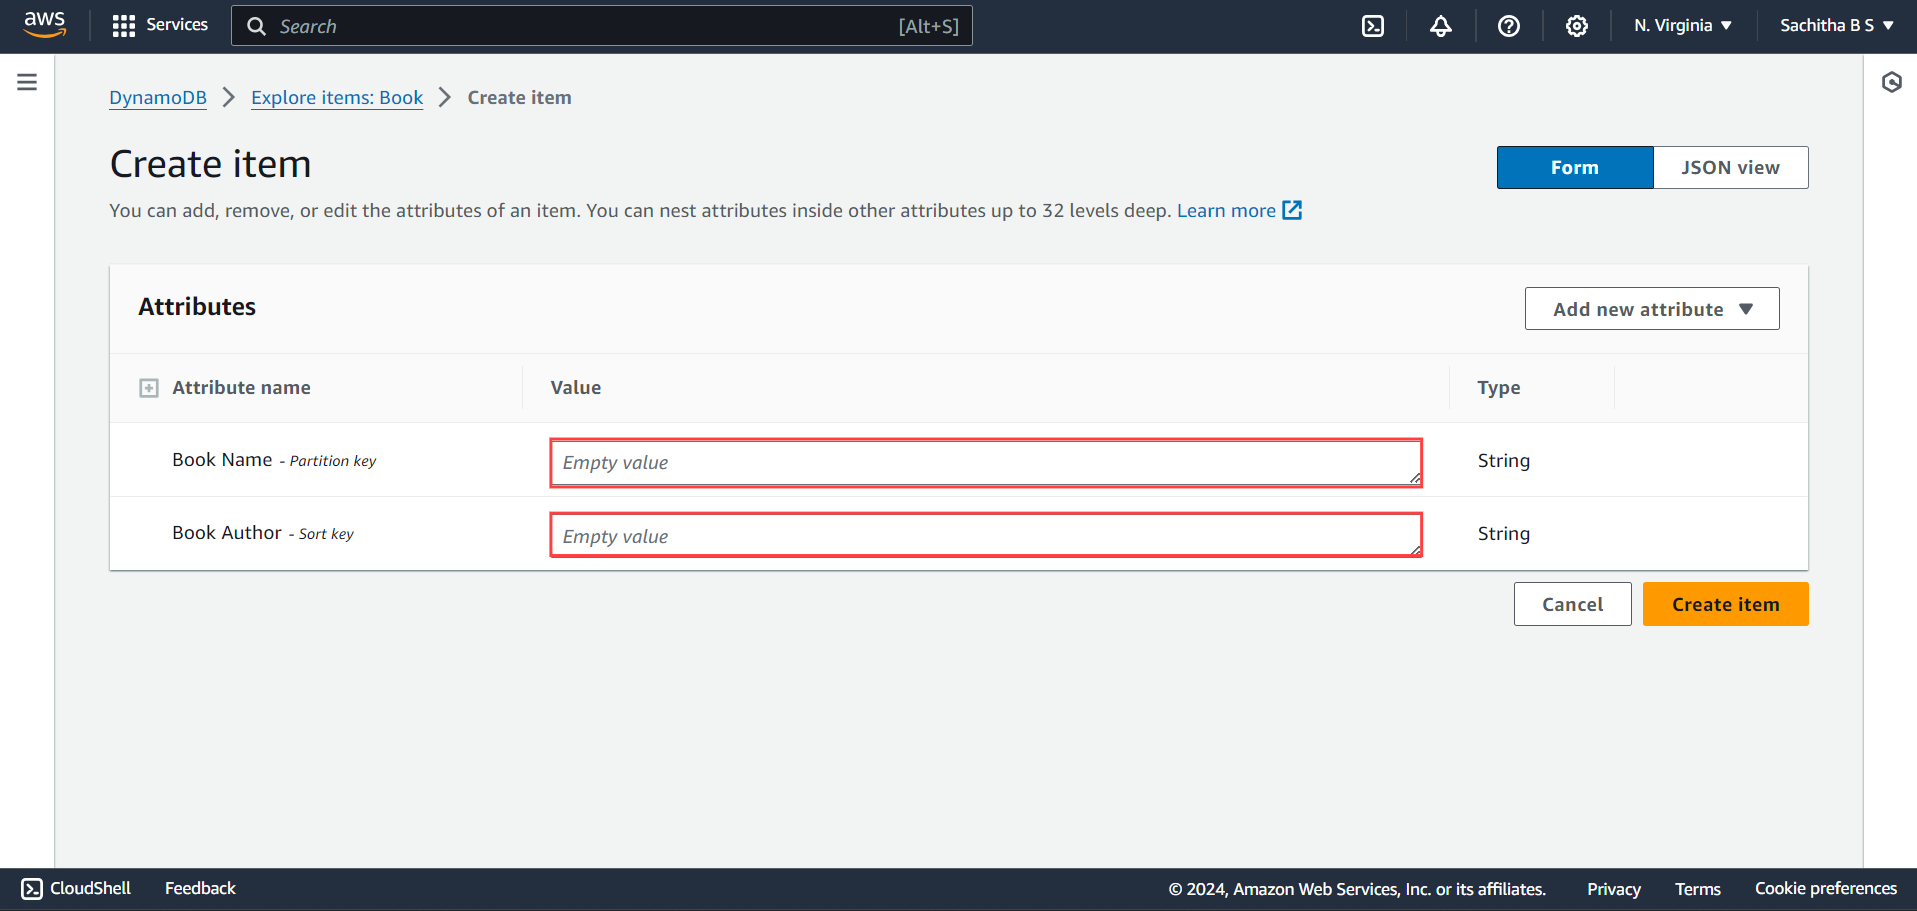 aws Services Search [Alt+S] N. Virginia Sachitha B S
DynamoDB Explore items: Book Create item
Create item
Form JSON view
You can add, remove, or edit the attributes of an item. You can nest attributes inside other attributes up to 32 levels deep. Learn more
Attributes
Add new attribute
Attribute name Value Type
Book Name - Partition key Empty value String
Book Author - Sort key Empty value String
Cancel Create item
CloudShell Feedback © 2024, Amazon Web Services, Inc. or its affiliates. Privacy Terms Cookie preferences